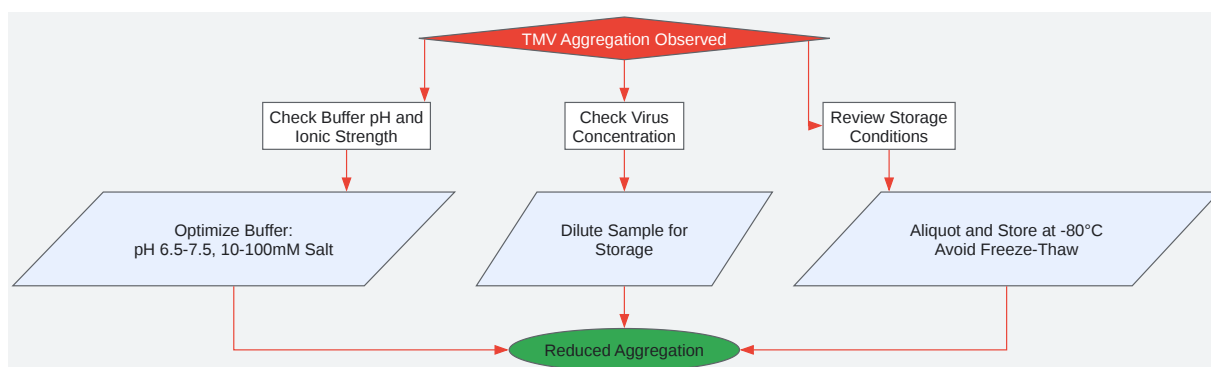 TMV Aggregation Observed
Check Buffer pH and
Ionic Strength
Check Virus
Concentration
Review Storage
Conditions
Optimize Buffer:
pH 6.5-7.5, 10-100mM Salt
Dilute Sample for
Storage
Aliquot and Store at -80°C
Avoid Freeze-Thaw
Reduced Aggregation